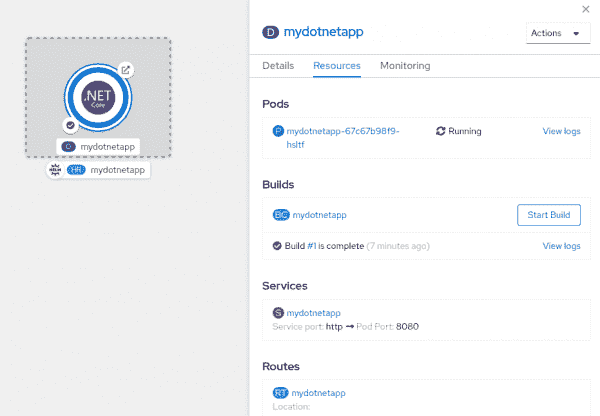 .NET
Core
D mydotnetapp
HELM HR mydotnetapp
D mydotnetapp
Actions
Details Resources Monitoring
Pods
P mydotnetapp-67c67b98f9-
hsltf
Running
View logs
Builds
BC mydotnetapp
Start Build
Build #1 is complete (7 minutes ago)
View logs
Services
S mydotnetapp
Service port: http → Pod Port: 8080
Routes
RT mydotnetapp
Location: